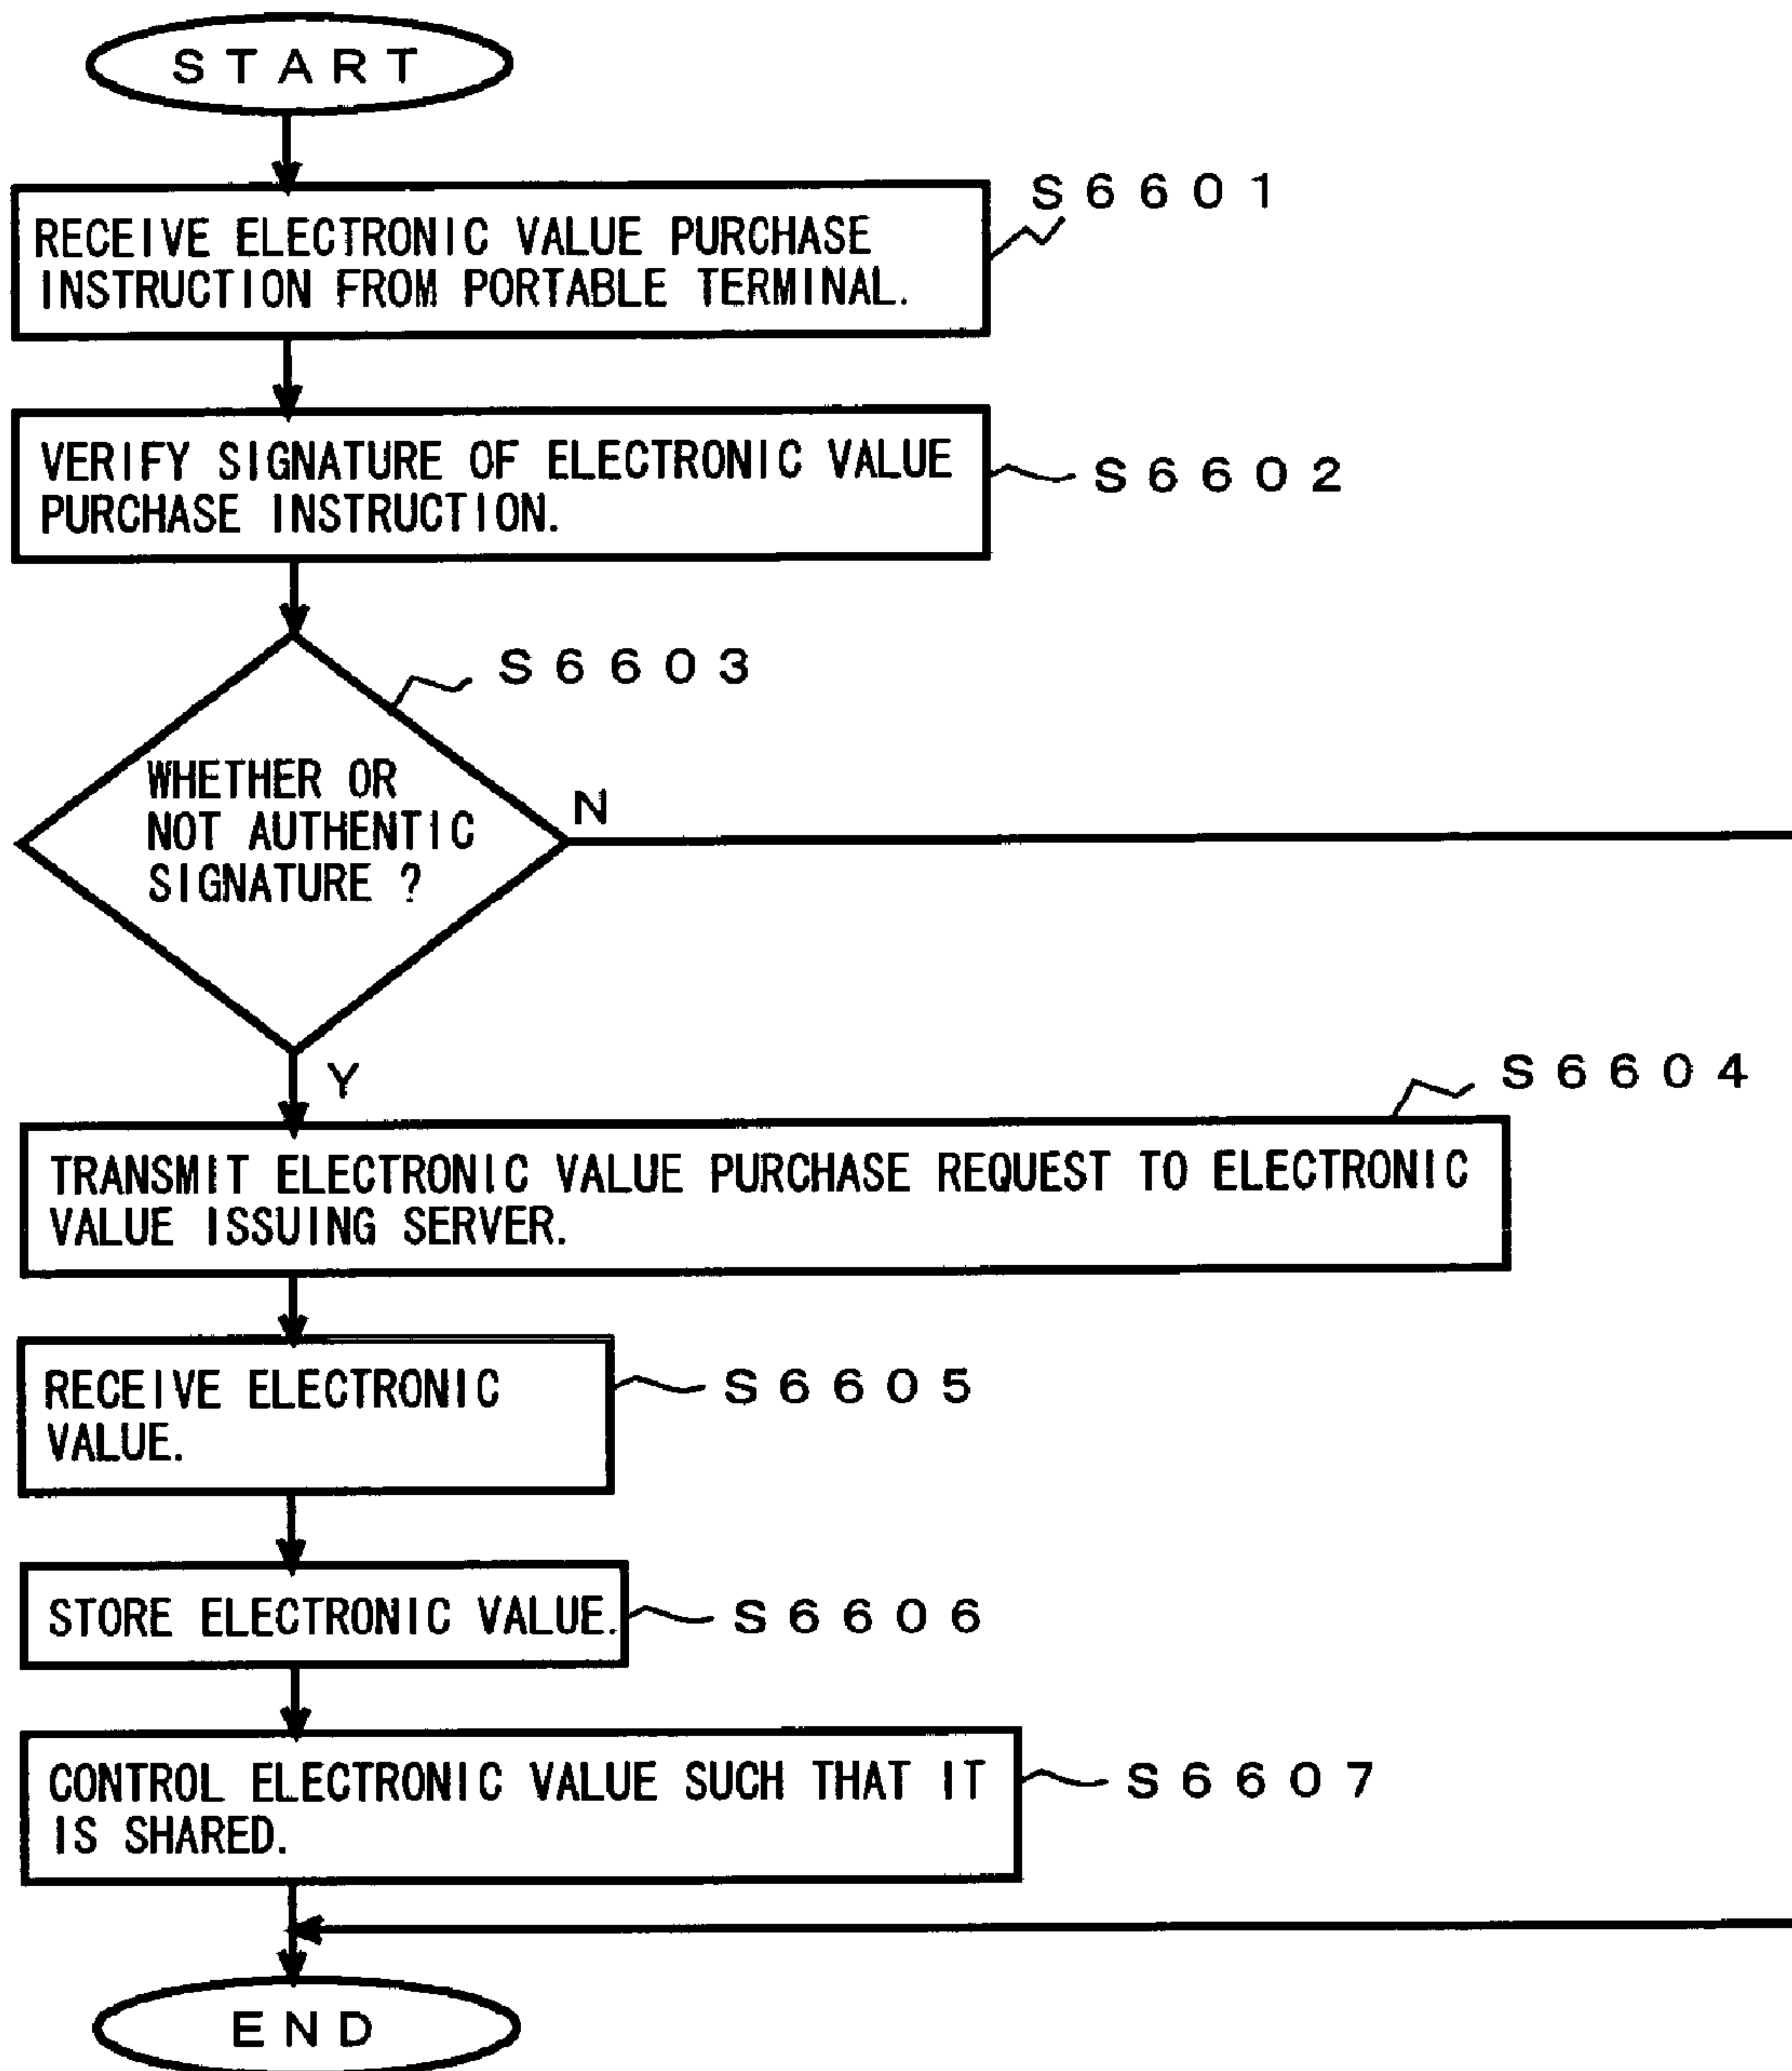 START
S6601
RECEIVE ELECTRONIC VALUE PURCHASE
INSTRUCTION FROM PORTABLE TERMINAL.
VERIFY SIGNATURE OF ELECTRONIC VALUE
PURCHASE INSTRUCTION.
S6602
S6603
WHETHER OR
NOT AUTHENTIC
SIGNATURE ?
N
Y
S6604
TRANSMIT ELECTRONIC VALUE PURCHASE REQUEST TO ELECTRONIC
VALUE ISSUING SERVER.
RECEIVE ELECTRONIC
VALUE.
S6605
STORE ELECTRONIC VALUE.
S6606
CONTROL ELECTRONIC VALUE SUCH THAT IT
IS SHARED.
S6607
END